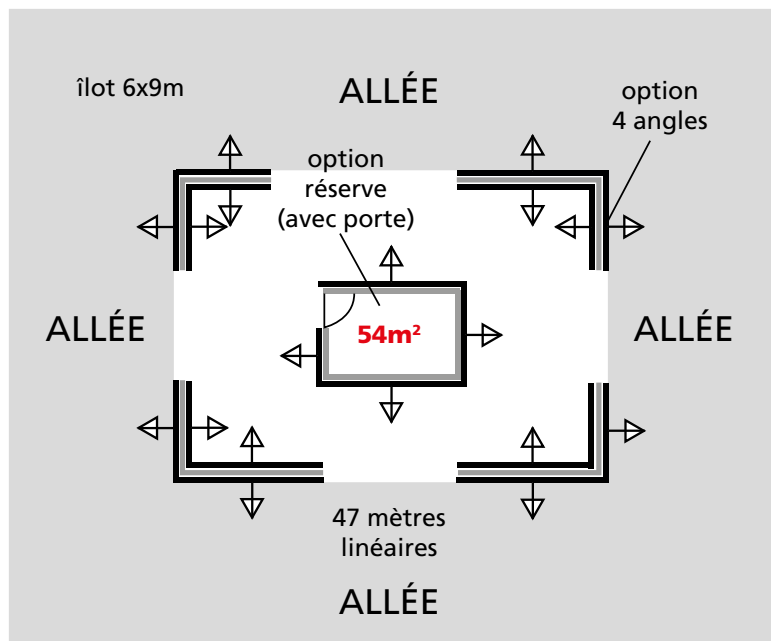 îlot 6x9m
ALLÉE
option
4 angles
option
réserve
(avec porte)
54m²
ALLÉE
ALLÉE
47 mètres
linéaires
ALLÉE